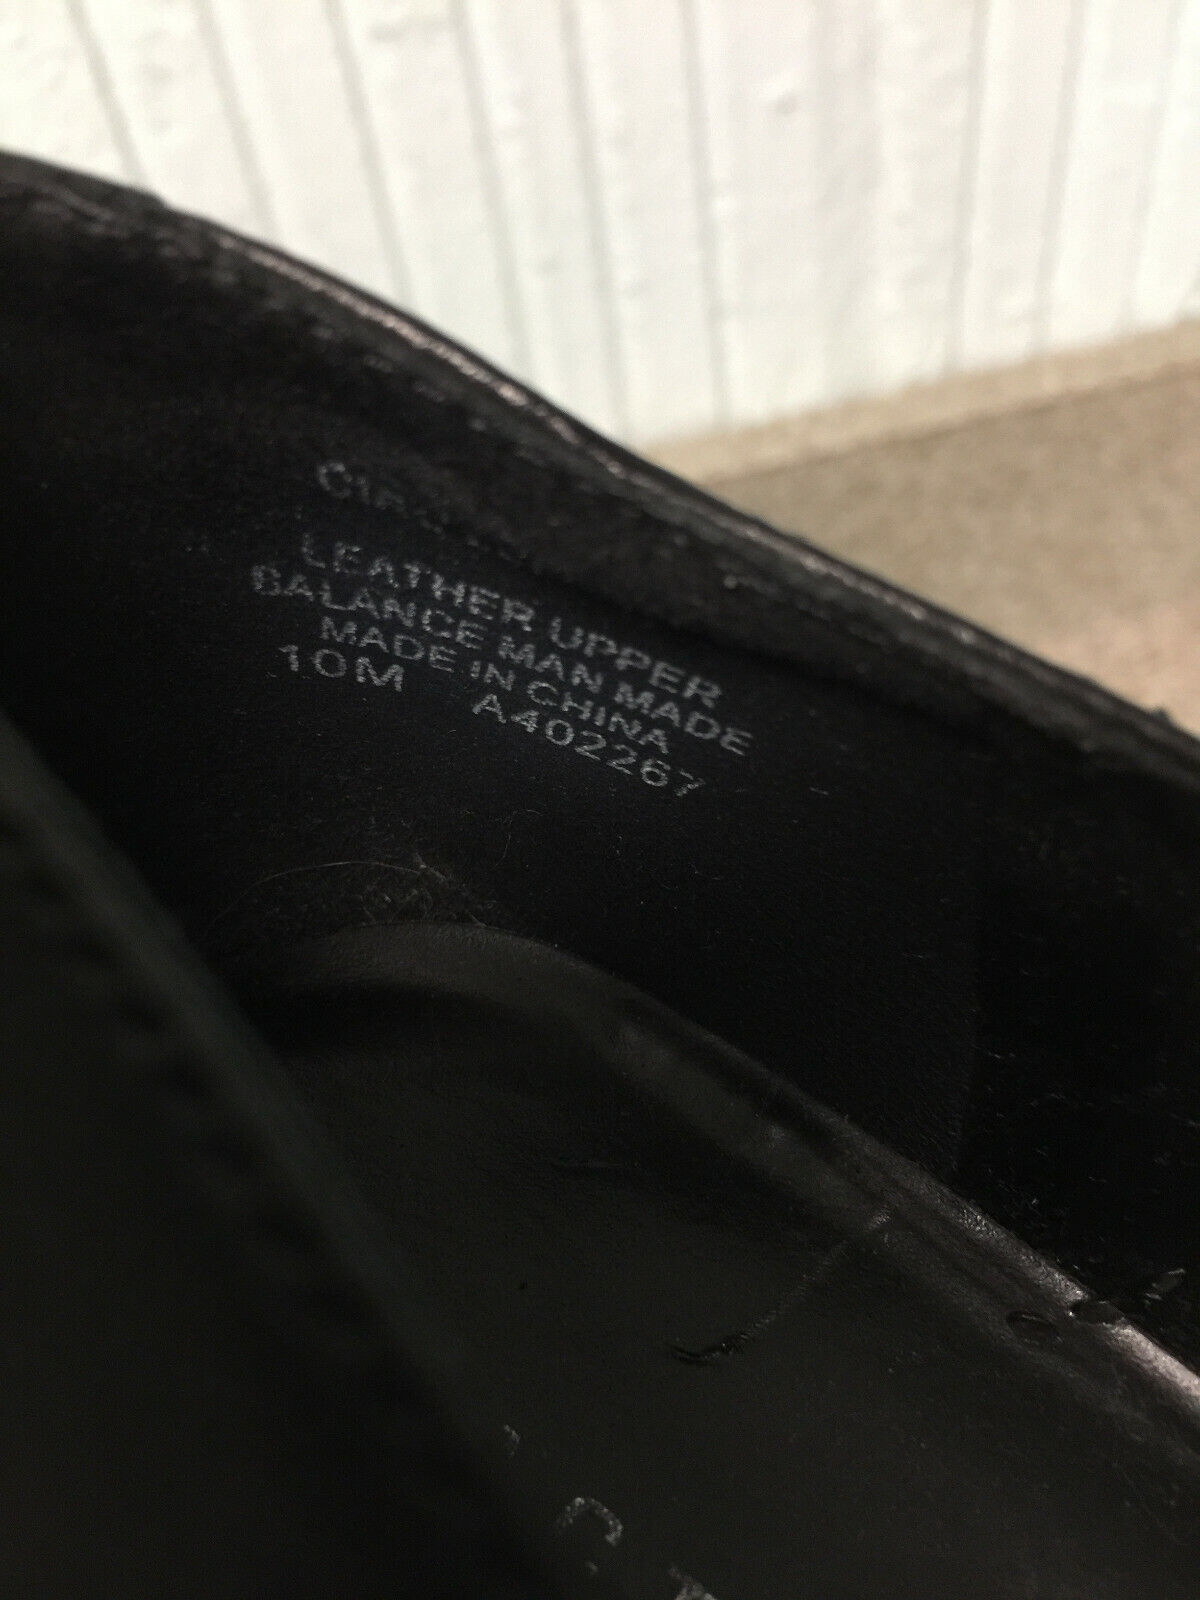 LEATHER UPPER
BALANCE MAN MADE
MADE IN CHINA
10M A402267